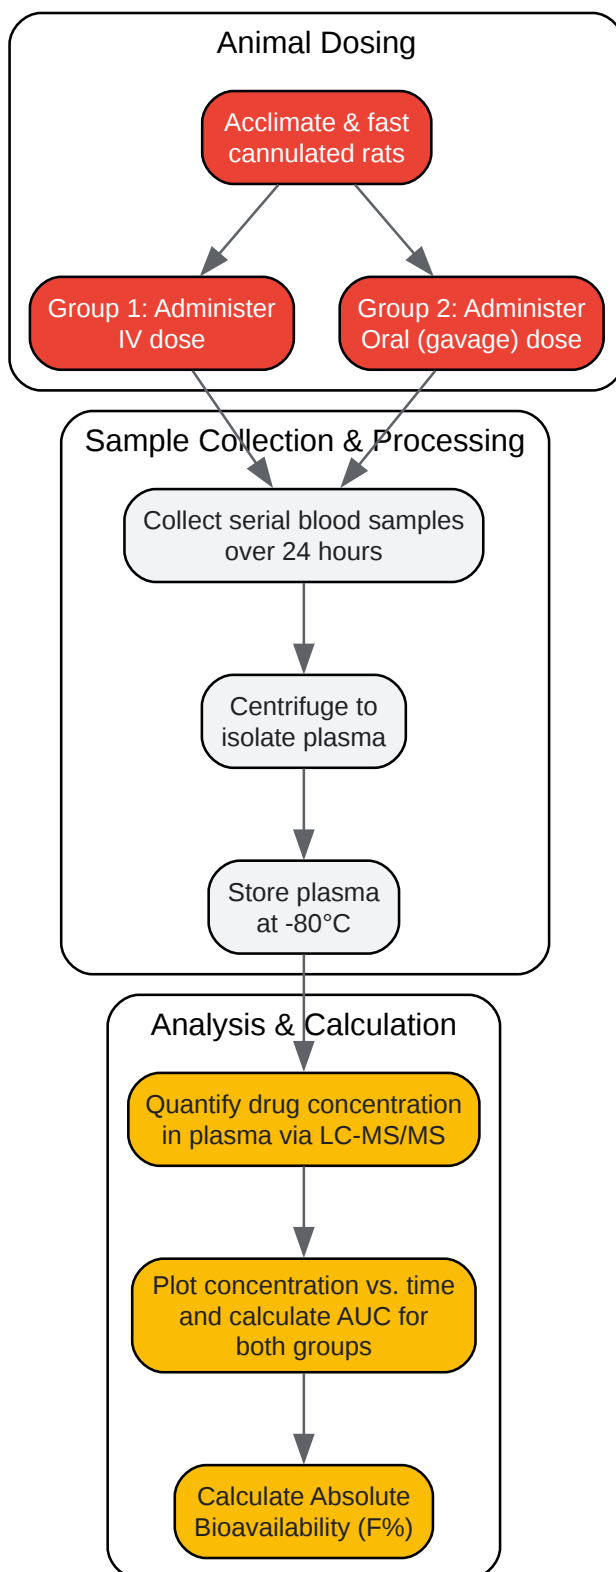 Animal Dosing
Acclimate & fast
cannulated rats
Group 1: Administer
IV dose
Group 2: Administer
Oral (gavage) dose
Sample Collection & Processing
Collect serial blood samples
over 24 hours
Centrifuge to
isolate plasma
Store plasma
at -80°C
Analysis & Calculation
Quantify drug concentration
in plasma via LC-MS/MS
Plot concentration vs. time
and calculate AUC for
both groups
Calculate Absolute
Bioavailability (F%)